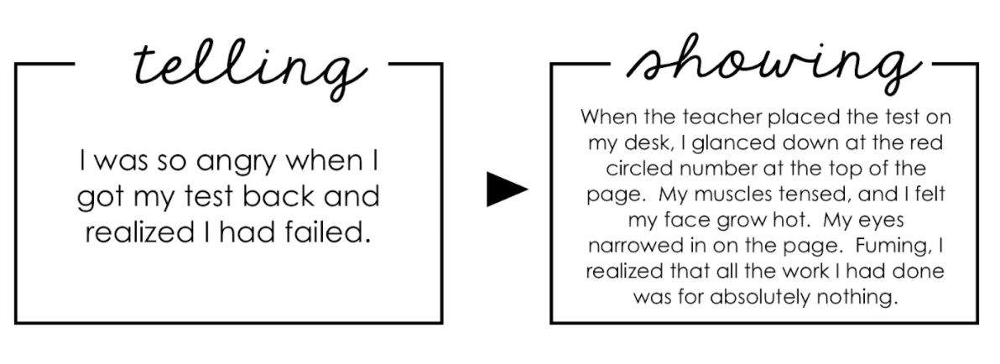 telling
I was so angry when I
got my test back and
realized I had failed.
showing
When the teacher placed the test on
my desk, I glanced down at the red
circled number at the top of the
page.  My muscles tensed, and I felt
my face grow hot.  My eyes
narrowed in on the page.  Fuming, I
realized that all the work I had done
was for absolutely nothing.